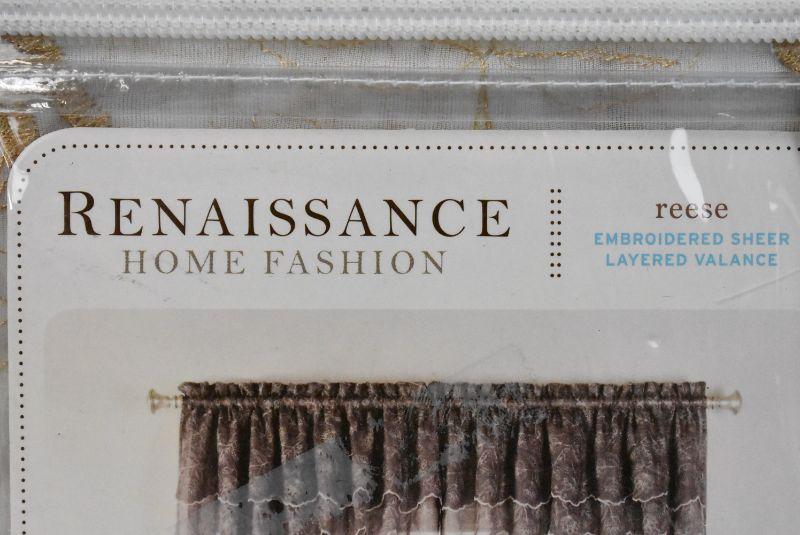 RENAISSANCE
HOME FASHION
reese
EMBROIDERED SHEER
LAYERED VALANCE